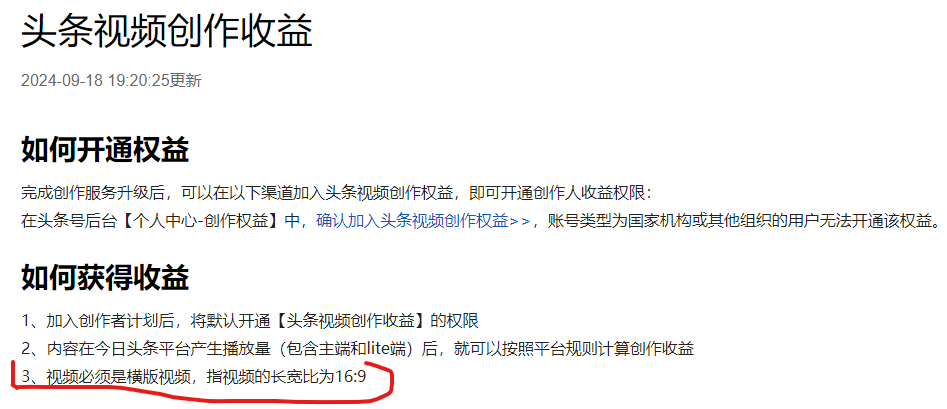 头条视频创作收益
2024-09-18 19:20:25更新
如何开通权益
完成创作服务升级后，可以在以下渠道加入头条视频创作权益，即可开通创作人收益权限：
在头条号后台【个人中心-创作权益】中，确认加入头条视频创作权益>>，账号类型为国家机构或其他组织的用户无法开通该权益。
如何获得收益
1、加入创作者计划后，将默认开通【头条视频创作收益】的权限
2、内容在今日头条平台产生播放量（包含主端和lite端）后，就可以按照平台规则计算创作收益
3、视频必须是横版视频，指视频的长宽比为16:9